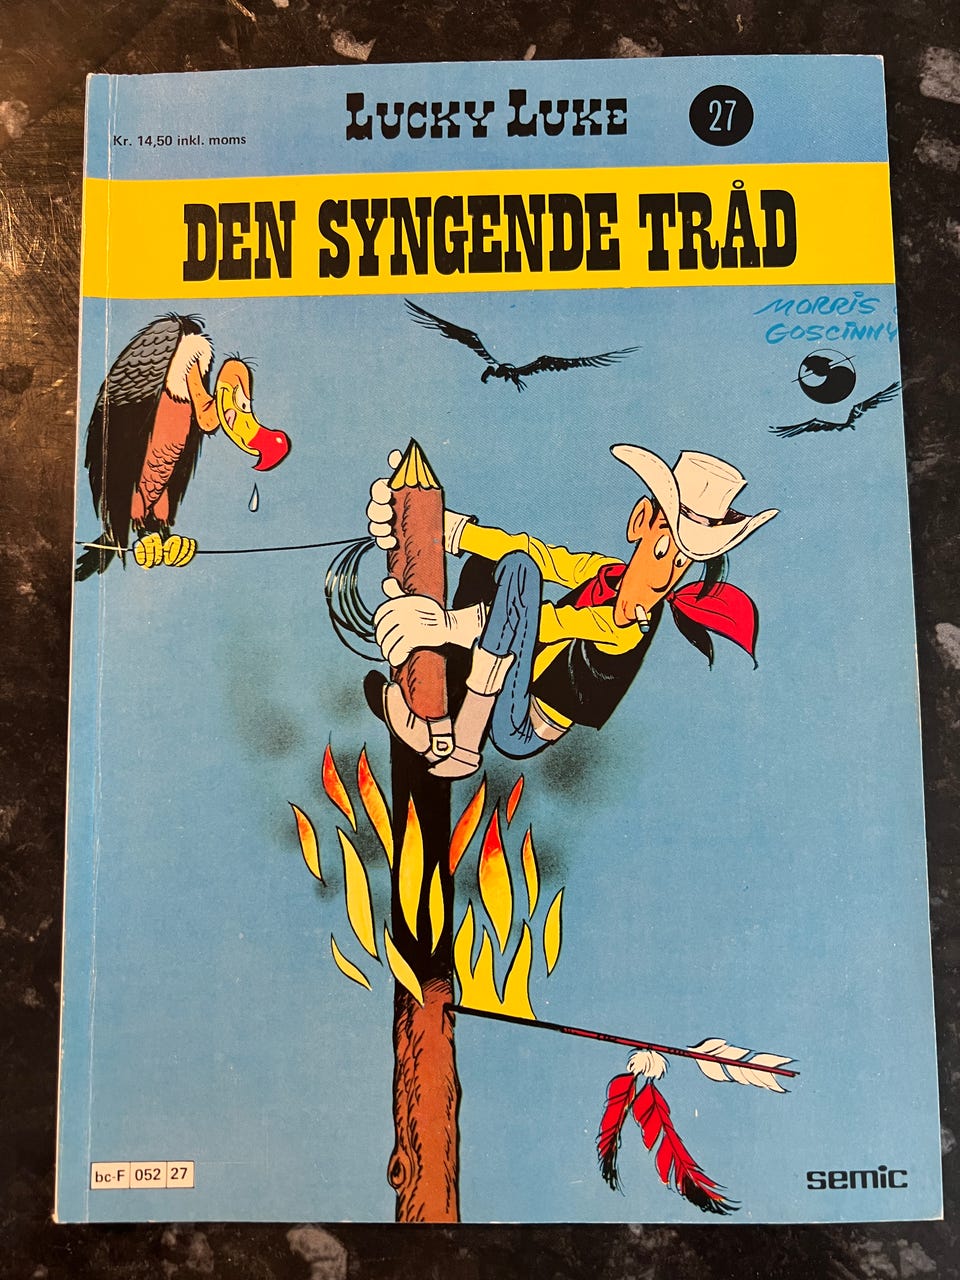 LUCKY LUKE 27
Kr. 14,50 inkl. moms
DEN SYNGENDE TRÅD
MORRIS
GOSCINNY
bc-F 052 27
semic